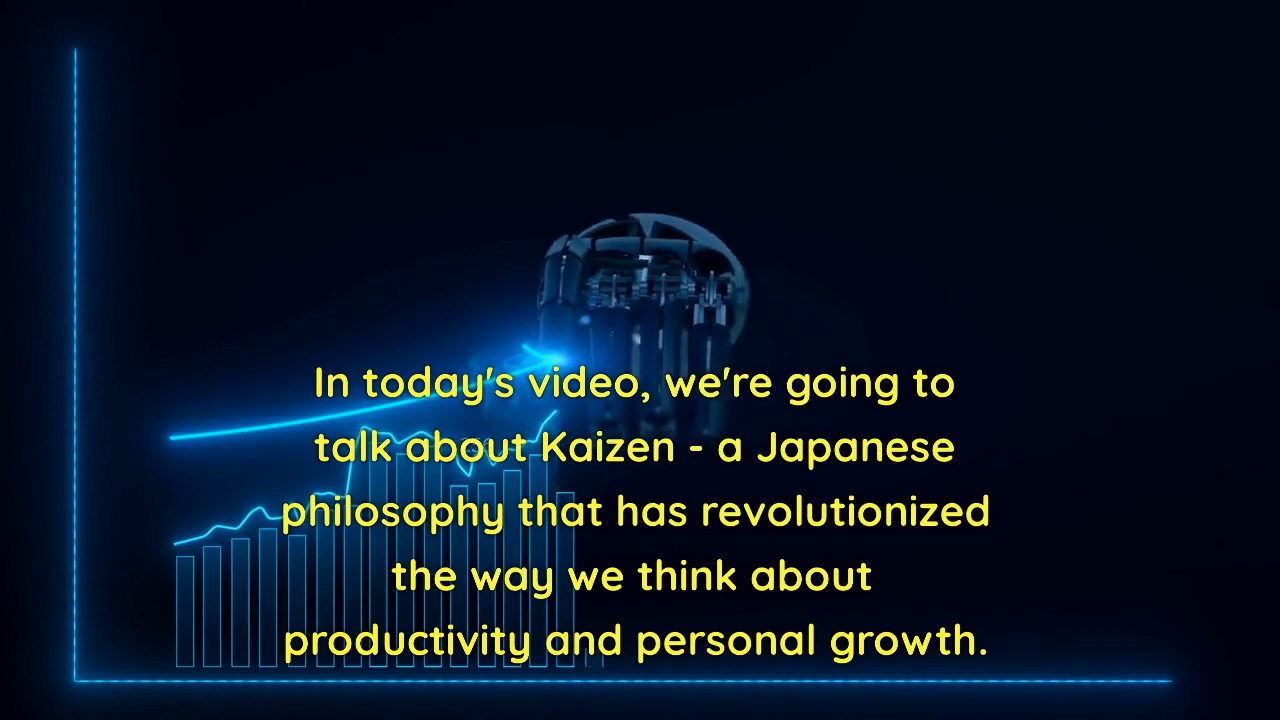 In today's video, we're going to
talk about Kaizen - a Japanese
philosophy that has revolutionized
the way we think about
productivity and personal growth.